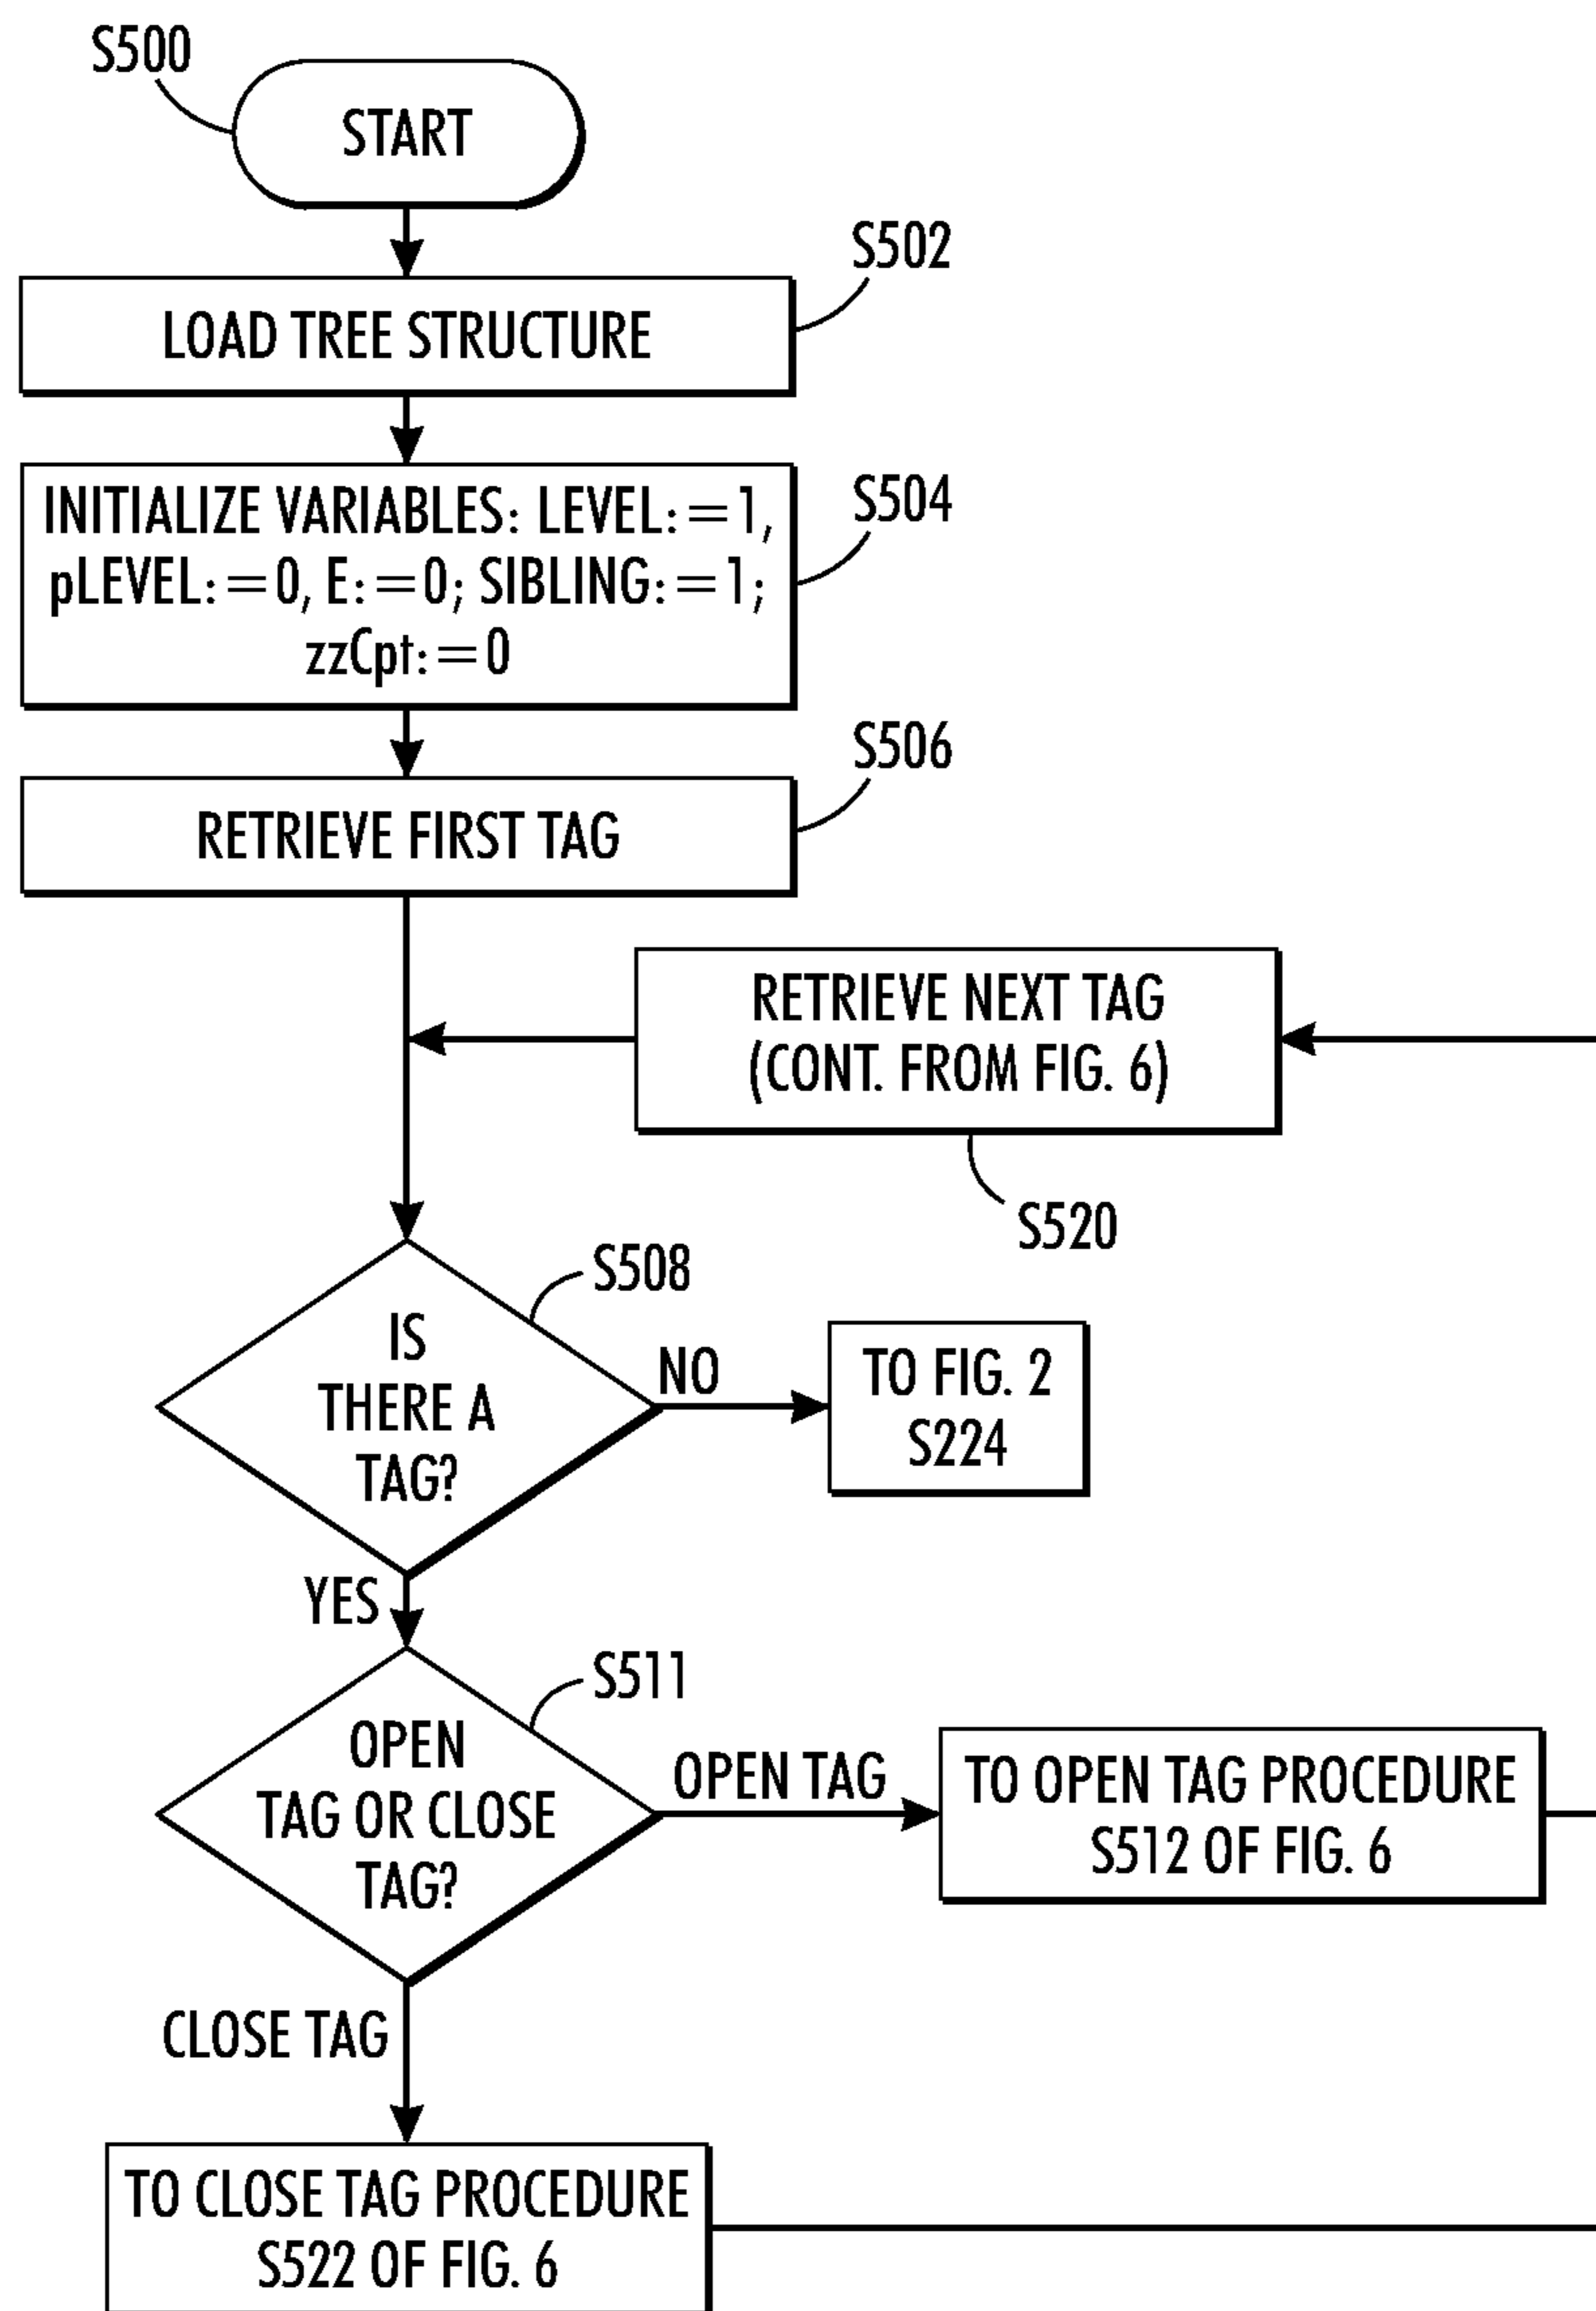 S500
START
S502
LOAD TREE STRUCTURE
S504
INITIALIZE VARIABLES: LEVEL:=1,
pLEVEL:=0, E:=0; SIBLING:=1;
zzCpt:=0
S506
RETRIEVE FIRST TAG
RETRIEVE NEXT TAG
(CONT. FROM FIG. 6)
S520
S508
IS
THERE A
TAG?
NO
TO FIG. 2
S224
YES
S511
OPEN
TAG OR CLOSE
TAG?
OPEN TAG
TO OPEN TAG PROCEDURE
S512 OF FIG. 6
CLOSE TAG
TO CLOSE TAG PROCEDURE
S522 OF FIG. 6